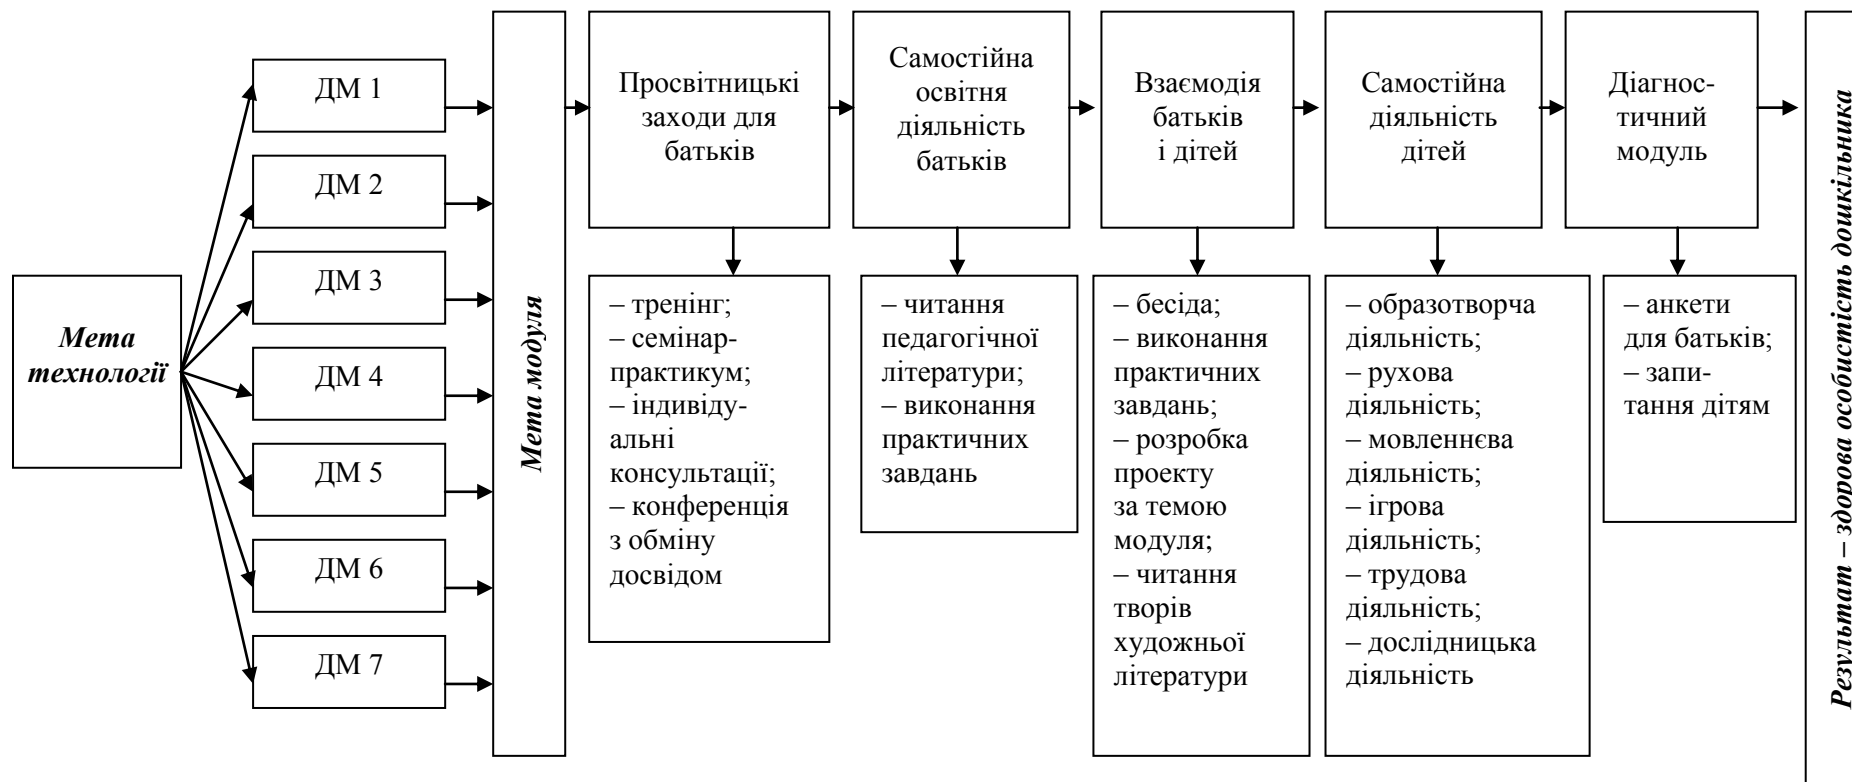 Мета
технології
ДМ 1
ДМ 2
ДМ 3
ДМ 4
ДМ 5
ДМ 6
ДМ 7
Мета модуля
Просвітницькі
заходи для
батьків
– тренінг;
– семінар-
практикум;
– індивіду-
альні
консультації;
– конференція
з обміну
досвідом
Самостійна
освітня
діяльність
батьків
– читання
педагогічної
літератури;
– виконання
практичних
завдань
Взаємодія
батьків
і дітей
– бесіда;
– виконання
практичних
завдань;
– розробка
проекту
за темою
модуля;
– читання
творів
художньої
літератури
Самостійна
діяльність
дітей
– образотворча
діяльність;
– рухова
діяльність;
– мовленнєва
діяльність;
– ігрова
діяльність;
– трудова
діяльність;
– дослідницька
діяльність
Діагнос-
тичний
модуль
– анкети
для батьків;
– запи-
тання дітям
Результат – здорова особистість дошкільника